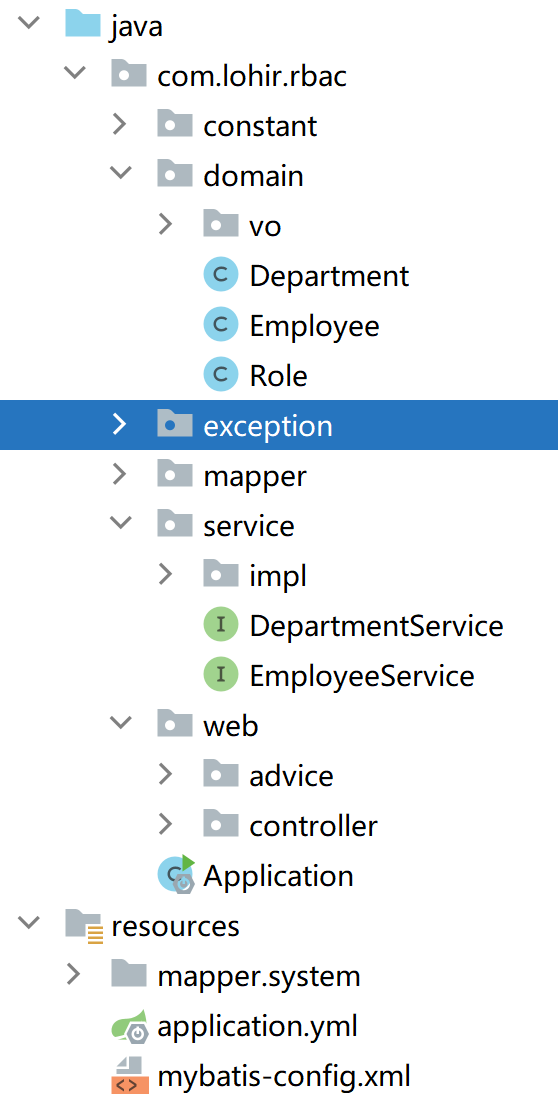 java
com.lohir.rbac
constant
domain
vo
C Department
C Employee
C Role
exception
mapper
service
impl
I DepartmentService
I EmployeeService
web
advice
controller
C Application
resources
mapper.system
application.yml
<> mybatis-config.xml